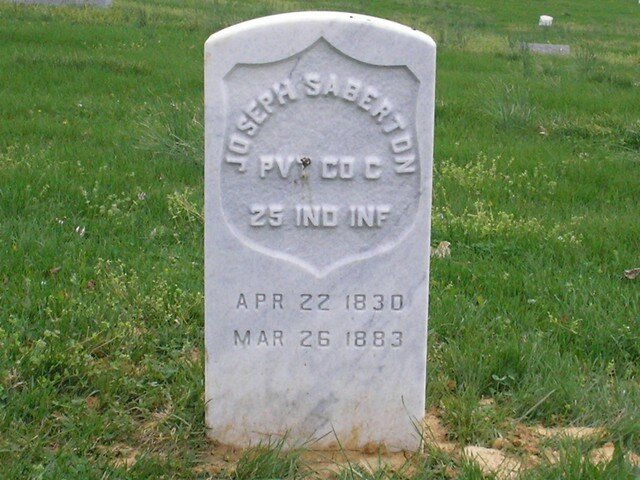 JOSEPH SABERTON
PVT CO C
25 IND INF
APR 22 1830
MAR 26 1883